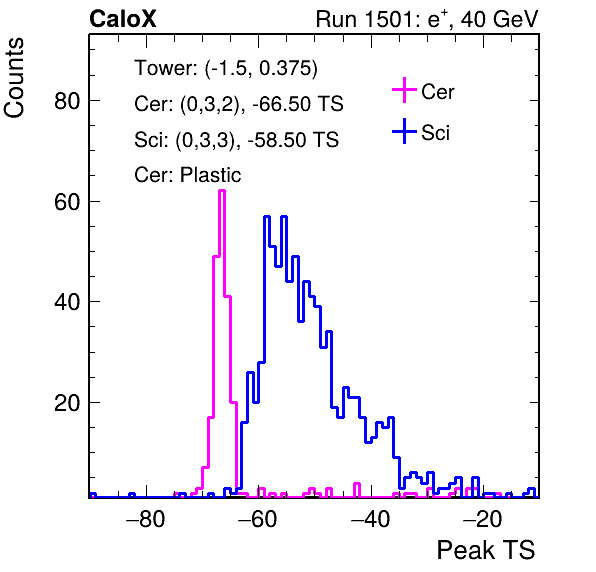 CaloX Run 1501: e⁺, 40 GeV
Counts
Tower: (-1.5, 0.375)
Cer: (0,3,2), -66.50 TS
Sci: (0,3,3), -58.50 TS
Cer: Plastic
Cer
Sci
80
60
40
20
−80 −60 −40 −20
Peak TS